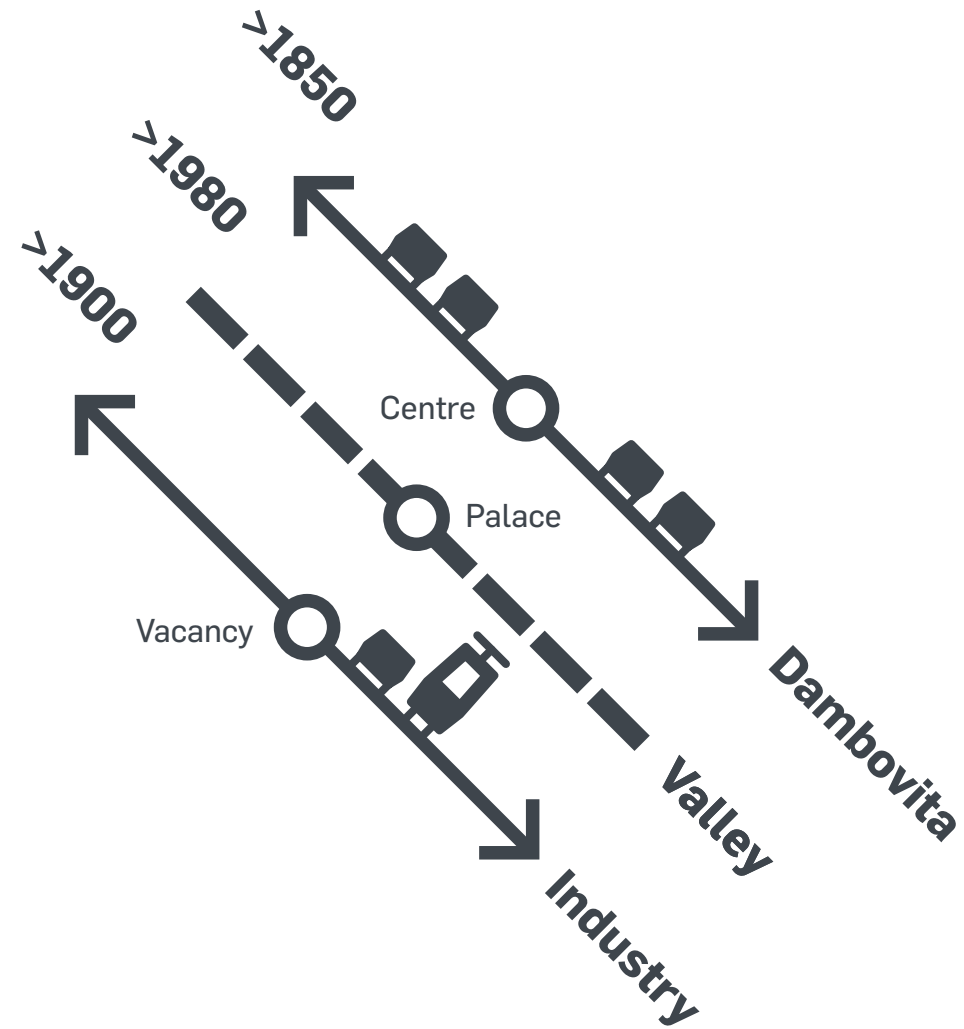 >1850
>1980
>1900
Centre
Palace
Vacancy
Dambovita
Valley
Industry